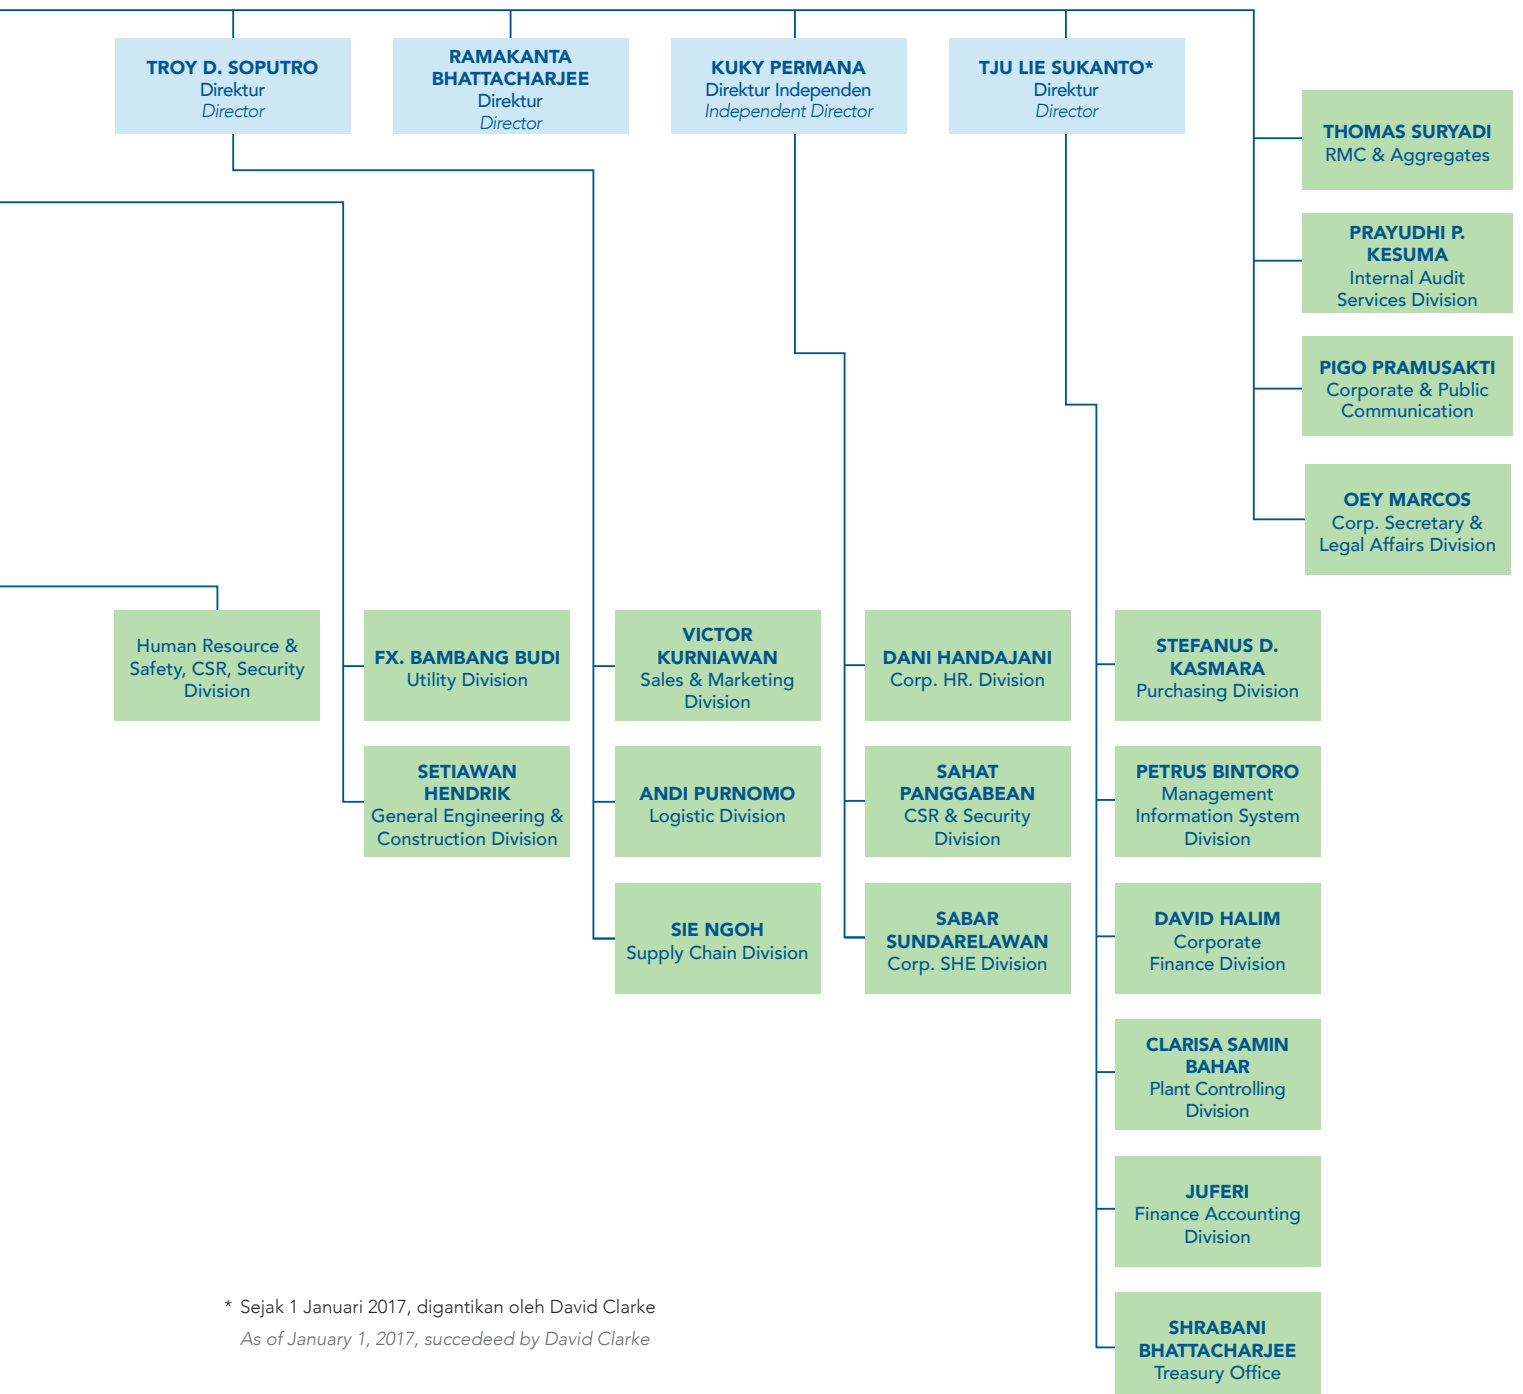 TROY D. SOPUTRO
Direktur
Director
RAMAKANTA
BHATTACHARJEE
Direktur
Director
KUKY PERMANA
Direktur Independen
Independent Director
TJU LIE SUKANTO*
Direktur
Director
THOMAS SURYADI
RMC & Aggregates
PRAYUDHI P.
KESUMA
Internal Audit
Services Division
PIGO PRAMUSAKTI
Corporate & Public
Communication
OEY MARCOS
Corp. Secretary &
Legal Affairs Division
Human Resource &
Safety, CSR, Security
Division
FX. BAMBANG BUDI
Utility Division
SETIAWAN
HENDRIK
General Engineering &
Construction Division
VICTOR
KURNIAWAN
Sales & Marketing
Division
ANDI PURNOMO
Logistic Division
SIE NGOH
Supply Chain Division
DANI HANDAJANI
Corp. HR. Division
SAHAT
PANGGABEAN
CSR & Security
Division
SABAR
SUNDARELAWAN
Corp. SHE Division
STEFANUS D.
KASMARA
Purchasing Division
PETRUS BINTORO
Management
Information System
Division
DAVID HALIM
Corporate
Finance Division
CLARISA SAMIN
BAHAR
Plant Controlling
Division
JUFERI
Finance Accounting
Division
SHRABANI
BHATTACHARJEE
Treasury Office
* Sejak 1 Januari 2017, digantikan oleh David Clarke
As of January 1, 2017, succedeed by David Clarke